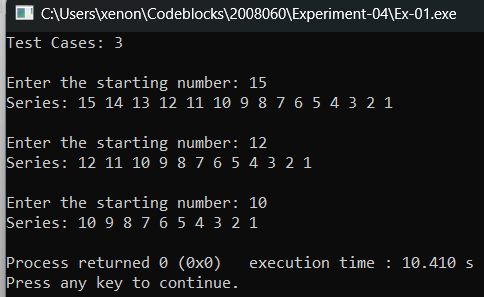 C:\Users\xenon\Codeblocks\2008060\Experiment-04\Ex-01.exe
Test Cases: 3
Enter the starting number: 15
Series: 15 14 13 12 11 10 9 8 7 6 5 4 3 2 1
Enter the starting number: 12
Series: 12 11 10 9 8 7 6 5 4 3 2 1
Enter the starting number: 10
Series: 10 9 8 7 6 5 4 3 2 1
Process returned 0 (0x0)   execution time : 10.410 s
Press any key to continue.